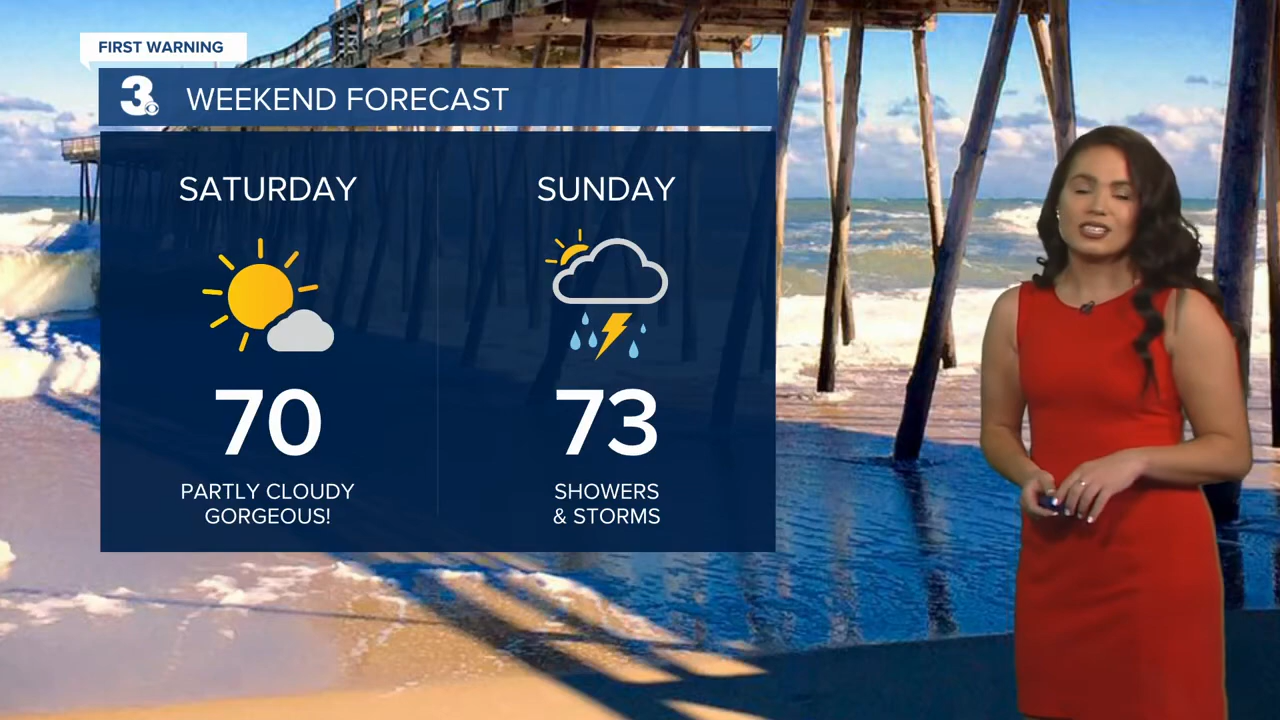 FIRST WARNING
3 WEEKEND FORECAST
SATURDAY
70
PARTLY CLOUDY
GORGEOUS!
SUNDAY
73
SHOWERS
& STORMS